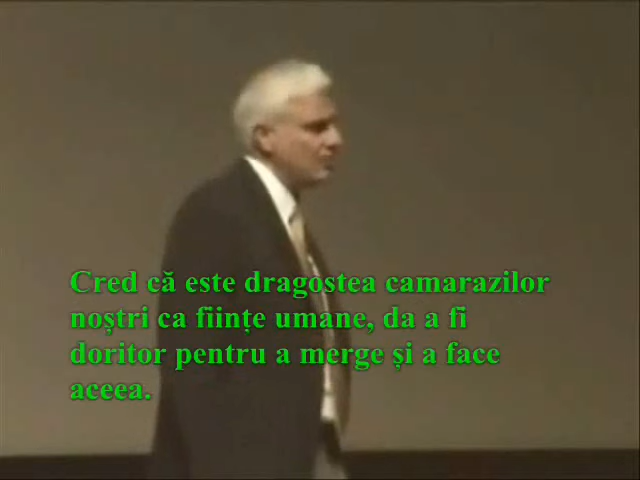 Cred că este dragostea camarazilor
noștri ca ființe umane, da a fi
doritor pentru a merge și a face
aceea.